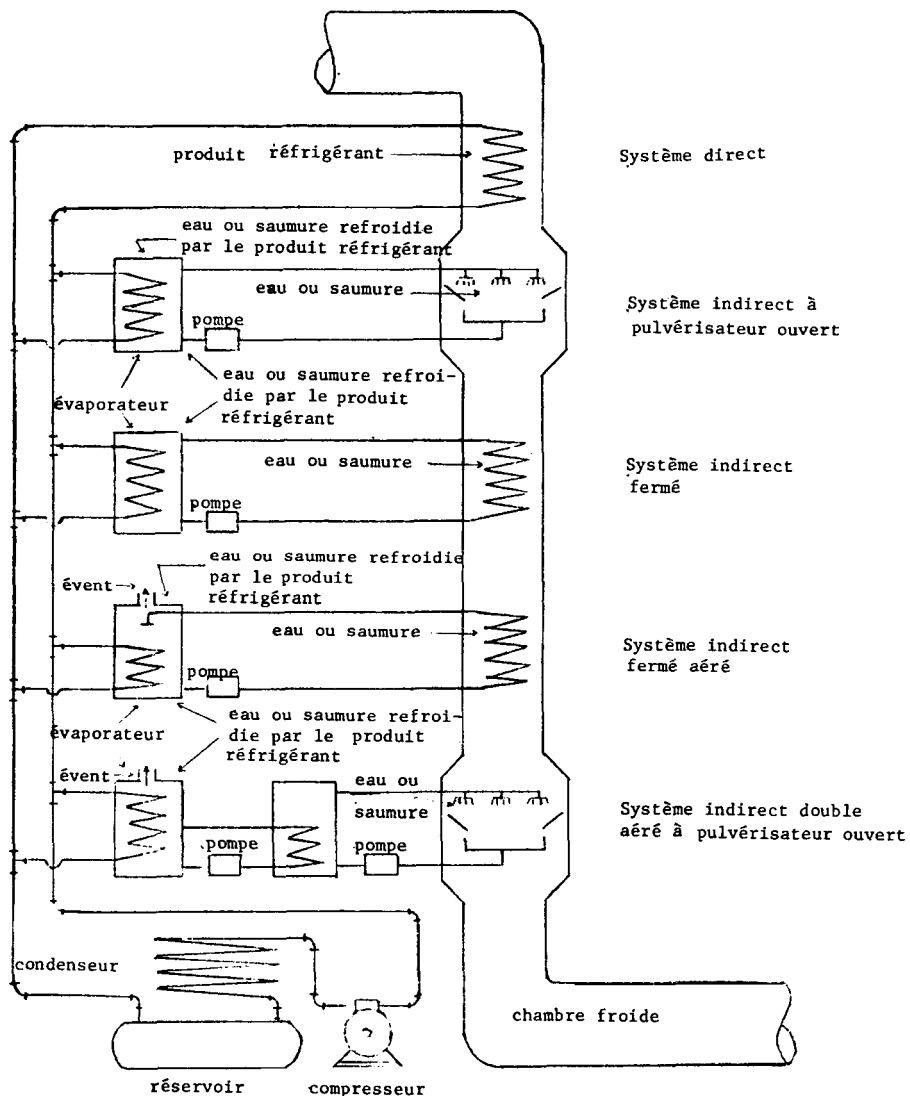 produit réfrigérant
Système direct
eau ou saumure refroidie
par le produit réfrigérant
eau ou saumure
Système indirect à
pulvérisateur ouvert
pompe
eau ou saumure refroi-
die par le produit
réfrigérant
évaporateur
eau ou saumure
Système indirect
fermé
pompe
eau ou saumure refroidie
par le produit
réfrigérant
évent
eau ou saumure
Système indirect
fermé aéré
pompe
eau ou saumure refroi-
die par le produit
réfrigérant
évaporateur
évent
eau ou
saumure
Système indirect double
aéré à pulvérisateur ouvert
pompe
pompe
condenseur
chambre froide
réservoir
compresseur